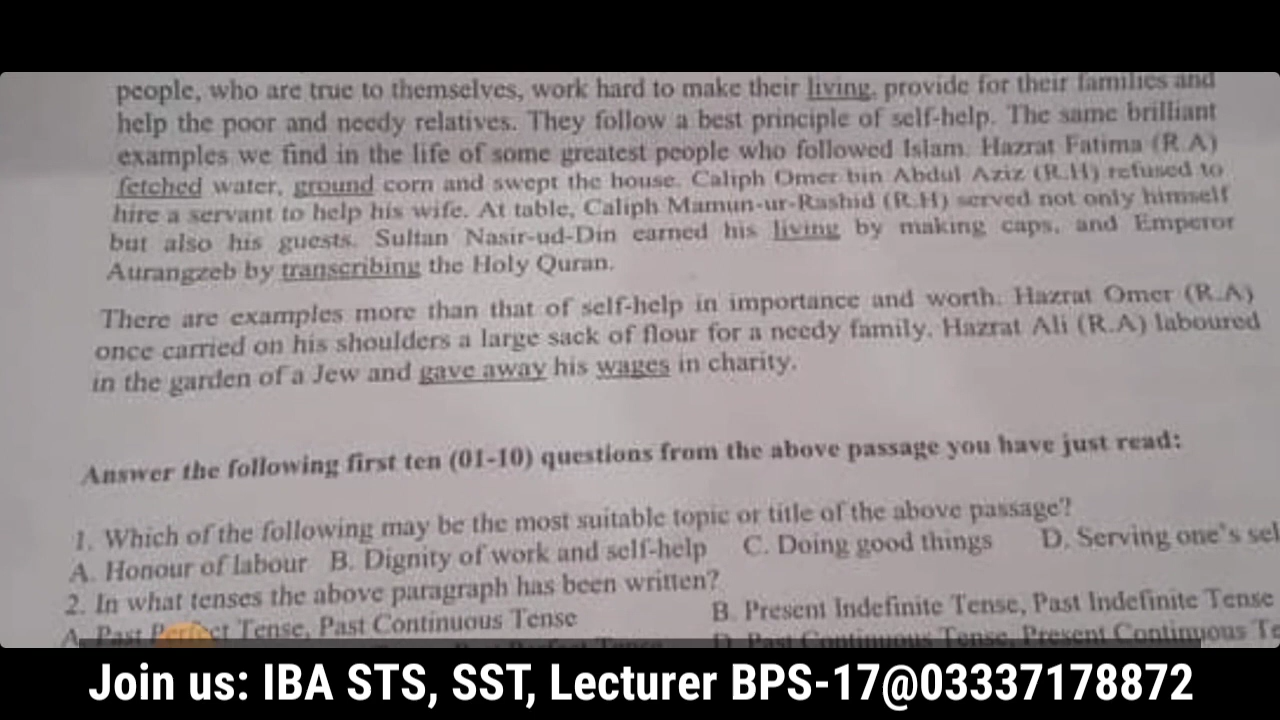 people, who are true to themselves, work hard to make their living, provide for their families and
help the poor and needy relatives. They follow a best principle of self-help. The same brilliant
examples we find in the life of some greatest people who followed Islam. Hazrat Fatima (R.A)
fetched water, ground corn and swept the house. Caliph Omer bin Abdul Aziz (R.H) refused to
hire a servant to help his wife. At table, Caliph Mamun-ur-Rashid (R.H) served not only himself
but also his guests. Sultan Nasir-ud-Din earned his living by making caps, and Emperor
Aurangzeb by transcribing the Holy Quran.
There are examples more than that of self-help in importance and worth. Hazrat Omer (R.A)
once carried on his shoulders a large sack of flour for a needy family. Hazrat Ali (R.A) laboured
in the garden of a Jew and gave away his wages in charity.
Answer the following first ten (01-10) questions from the above passage you have just read:
1. Which of the following may be the most suitable topic or title of the above passage?
A. Honour of labour B. Dignity of work and self-help C. Doing good things D. Serving one's sel
2. In what tenses the above paragraph has been written?
A. Past Perfect Tense, Past Continuous Tense B. Present Indefinite Tense, Past Indefinite Tense
D. Past Continuous Tense, Present Continuous Te
Join us: IBA STS, SST, Lecturer BPS-17@03337178872